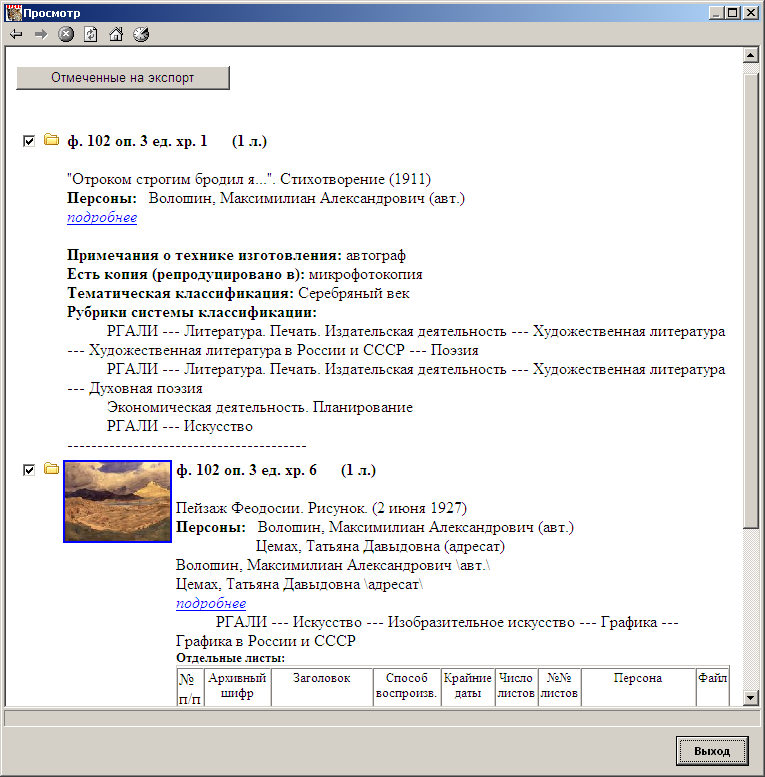 Просмотр
Отмеченные на экспорт
ф. 102 оп. 3 ед. хр. 1 (1 л.)
"Отроком строгим бродил я...". Стихотворение (1911)
Персоны: Волошин, Максимилиан Александрович (авт.)
подробнее
Примечания о технике изготовления: автограф
Есть копия (репродуцировано в): микрофотокопия
Тематическая классификация: Серебряный век
Рубрики системы классификации:
РГАЛИ --- Литература. Печать. Издательская деятельность --- Художественная литература
--- Художественная литература в России и СССР --- Поэзия
РГАЛИ --- Литература. Печать. Издательская деятельность --- Художественная литература
--- Духовная поэзия
Экономическая деятельность. Планирование
РГАЛИ --- Искусство
----------------------------------------
ф. 102 оп. 3 ед. хр. 6 (1 л.)
Пейзаж Феодосии. Рисунок. (2 июня 1927)
Персоны: Волошин, Максимилиан Александрович (авт.)
Цемах, Татьяна Давыдовна (адресат)
Волошин, Максимилиан Александрович \авт.\
Цемах, Татьяна Давыдовна \адресат\
подробнее
РГАЛИ --- Искусство --- Изобразительное искусство --- Графика ---
Графика в России и СССР
Отдельные листы:
№ Архивный Заголовок Способ Крайние Число №№ Персона Файл
п/п шифр воспроизв. даты листов листов
Выход